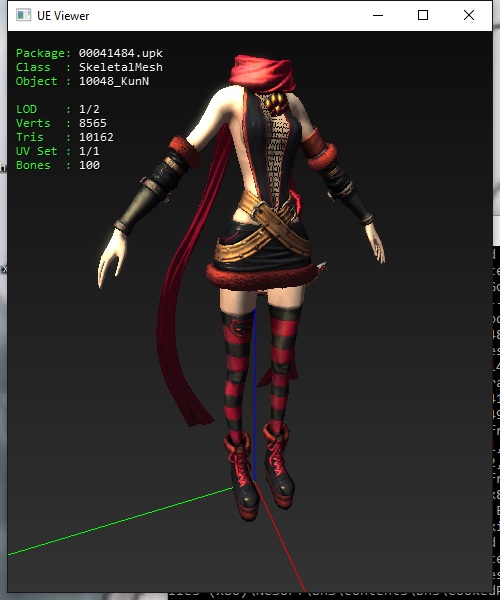 UE Viewer
Package: 00041484.upk
Class : SkeletalMesh
Object : 10048_KunN
LOD : 1/2
Verts : 8565
Tris : 10162
UV Set : 1/1
Bones : 100